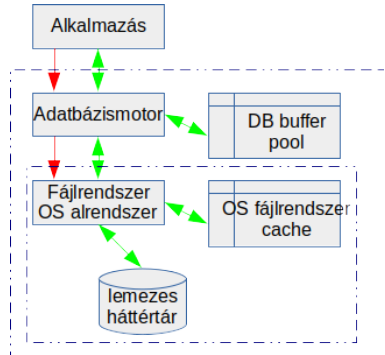 Alkalmazás
Adatbázismotor
DB buffer
pool
Fájlrendszer
OS alrendszer
OS fájlrendszer
cache
lemezes
háttértár